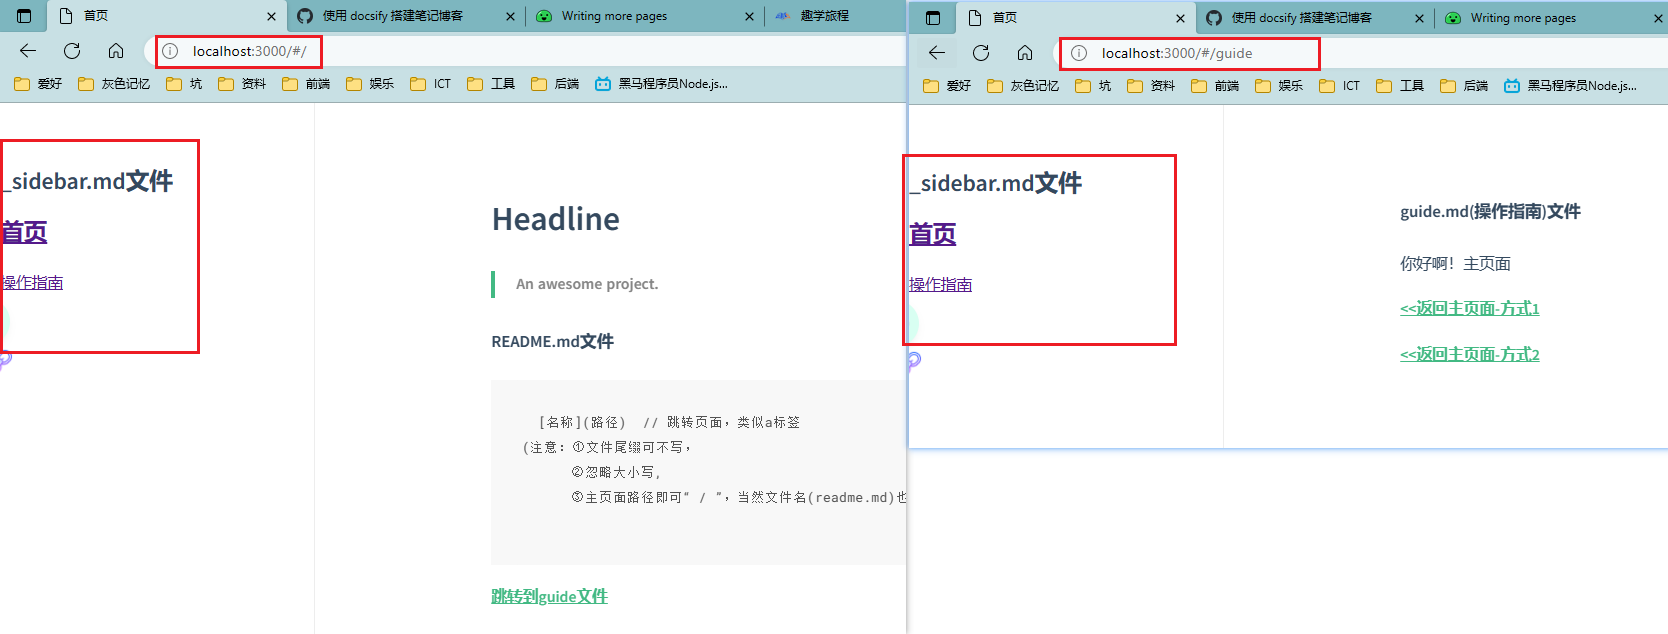 首页
使用 docsify 搭建笔记博客
Writing more pages
趣学旅程
localhost:3000/#/
爱好
灰色记忆
坑
资料
前端
娱乐
ICT
工具
后端
黑马程序员Node.js...
_sidebar.md文件
首页
操作指南
Headline
An awesome project.
README.md文件
[名称](路径)  // 跳转页面，类似a标签
(注意：①文件尾缀可不写，
②忽略大小写，
③主页面路径即可“ / ”，当然文件名(readme.md)也
跳转到guide文件
首页
使用 docsify 搭建笔记博客
Writing more pages
localhost:3000/#/guide
爱好
灰色记忆
坑
资料
前端
娱乐
ICT
工具
后端
黑马程序员Node.js...
_sidebar.md文件
首页
操作指南
guide.md(操作指南)文件
你好啊！主页面
<<返回主页面-方式1
<<返回主页面-方式2